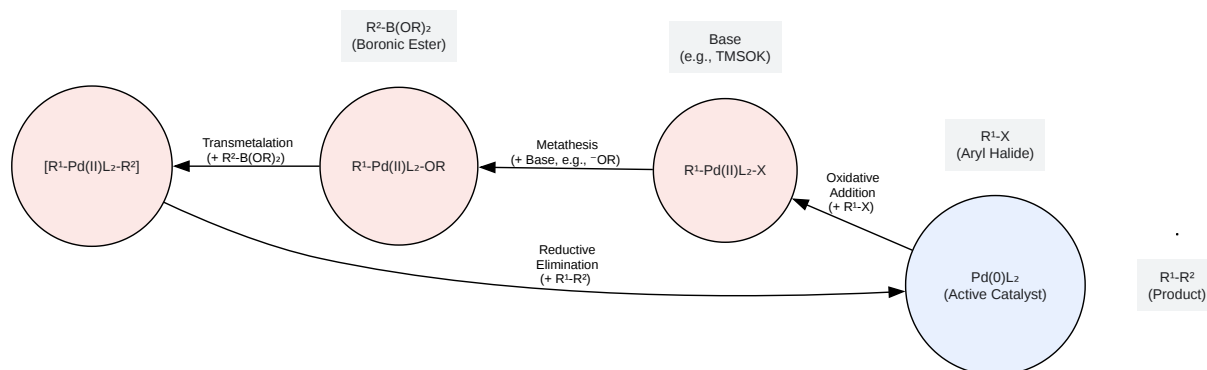 R²-B(OR)₂
(Boronic Ester)
Base
(e.g., TMSOK)
R¹-X
(Aryl Halide)
Transmetalation
(+ R²-B(OR)₂)
Metathesis
(+ Base, e.g., ⁻OR)
Oxidative
Addition
(+ R¹-X)
[R¹-Pd(II)L₂-R²]
R¹-Pd(II)L₂-OR
R¹-Pd(II)L₂-X
Reductive
Elimination
(+ R¹-R²)
Pd(0)L₂
(Active Catalyst)
R¹-R²
(Product)